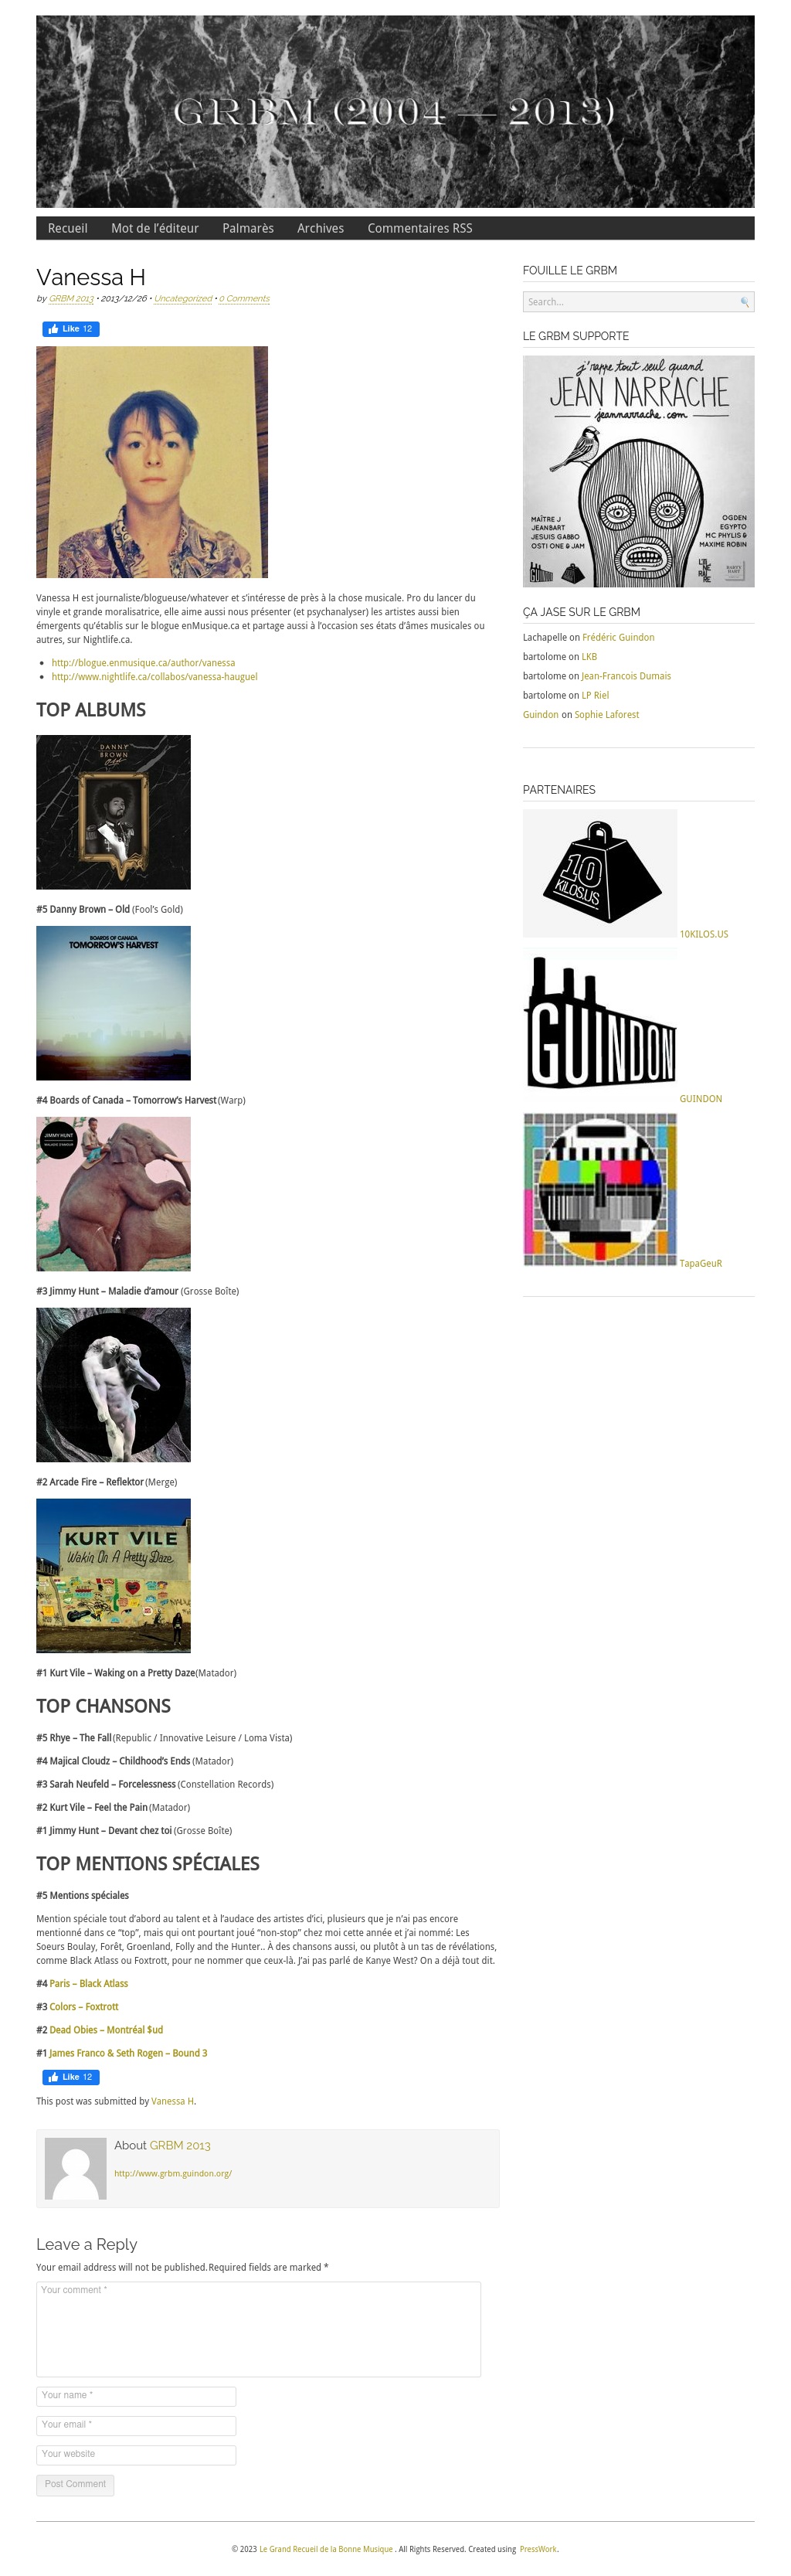 GRBM (2004 — 2013)
Recueil Mot de l'éditeur Palmarès Archives Commentaires RSS
Vanessa H
by GRBM 2013 • 2013/12/26 • Uncategorized • 0 Comments
Like 12
Vanessa H est journaliste/blogueuse/whatever et s'intéresse de près à la chose musicale. Pro du lancer du
vinyle et grande moralisatrice, elle aime aussi nous présenter (et psychanalyser) les artistes aussi bien
émergents qu'établis sur le blogue enMusique.ca et partage aussi à l'occasion ses états d'âmes musicales ou
autres, sur Nightlife.ca.
http://blogue.enmusique.ca/author/vanessa
http://www.nightlife.ca/collabos/vanessa-hauguel
TOP ALBUMS
DANNY
BROWN
Old
#5 Danny Brown – Old (Fool's Gold)
BOARDS OF CANADA
TOMORROW'S HARVEST
#4 Boards of Canada – Tomorrow's Harvest (Warp)
JIMMY HUNT
MALADIE D'AMOUR
#3 Jimmy Hunt – Maladie d'amour (Grosse Boîte)
#2 Arcade Fire – Reflektor (Merge)
KURT VILE
Wakin On A Pretty Daze
#1 Kurt Vile – Waking on a Pretty Daze(Matador)
TOP CHANSONS
#5 Rhye – The Fall (Republic / Innovative Leisure / Loma Vista)
#4 Majical Cloudz – Childhood's Ends (Matador)
#3 Sarah Neufeld – Forcelessness (Constellation Records)
#2 Kurt Vile – Feel the Pain (Matador)
#1 Jimmy Hunt – Devant chez toi (Grosse Boîte)
TOP MENTIONS SPÉCIALES
#5 Mentions spéciales
Mention spéciale tout d'abord au talent et à l'audace des artistes d'ici, plusieurs que je n'ai pas encore
mentionné dans ce "top", mais qui ont pourtant joué "non-stop" chez moi cette année et j'ai nommé: Les
Soeurs Boulay, Forêt, Groenland, Folly and the Hunter.. À des chansons aussi, ou plutôt à un tas de révélations,
comme Black Atlass ou Foxtrott, pour ne nommer que ceux-là. J'ai pas parlé de Kanye West? On a déjà tout dit.
#4 Paris – Black Atlass
#3 Colors – Foxtrott
#2 Dead Obies – Montréal $ud
#1 James Franco & Seth Rogen – Bound 3
Like 12
This post was submitted by Vanessa H.
About GRBM 2013
http://www.grbm.guindon.org/
Leave a Reply
Your email address will not be published. Required fields are marked *
Your comment *
Your name *
Your email *
Your website
Post Comment
FOUILLE LE GRBM
Search...
LE GRBM SUPPORTE
j'rappe tout seul quand
JEAN NARRACHE
jeannarrache.com
MAÎTRE J
JEANBART
JESUIS GABBO
OSTI ONE & JAM
OGDEN
EGYPTO
MC PHYLIS &
MAXIME ROBIN
ÇA JASE SUR LE GRBM
Lachapelle on Frédéric Guindon
bartolome on LKB
bartolome on Jean-Francois Dumais
bartolome on LP Riel
Guindon on Sophie Laforest
PARTENAIRES
10
KILOS.US
10KILOS.US
GUINDON
GUINDON
TapaGeuR
© 2023 Le Grand Recueil de la Bonne Musique . All Rights Reserved. Created using PressWork.